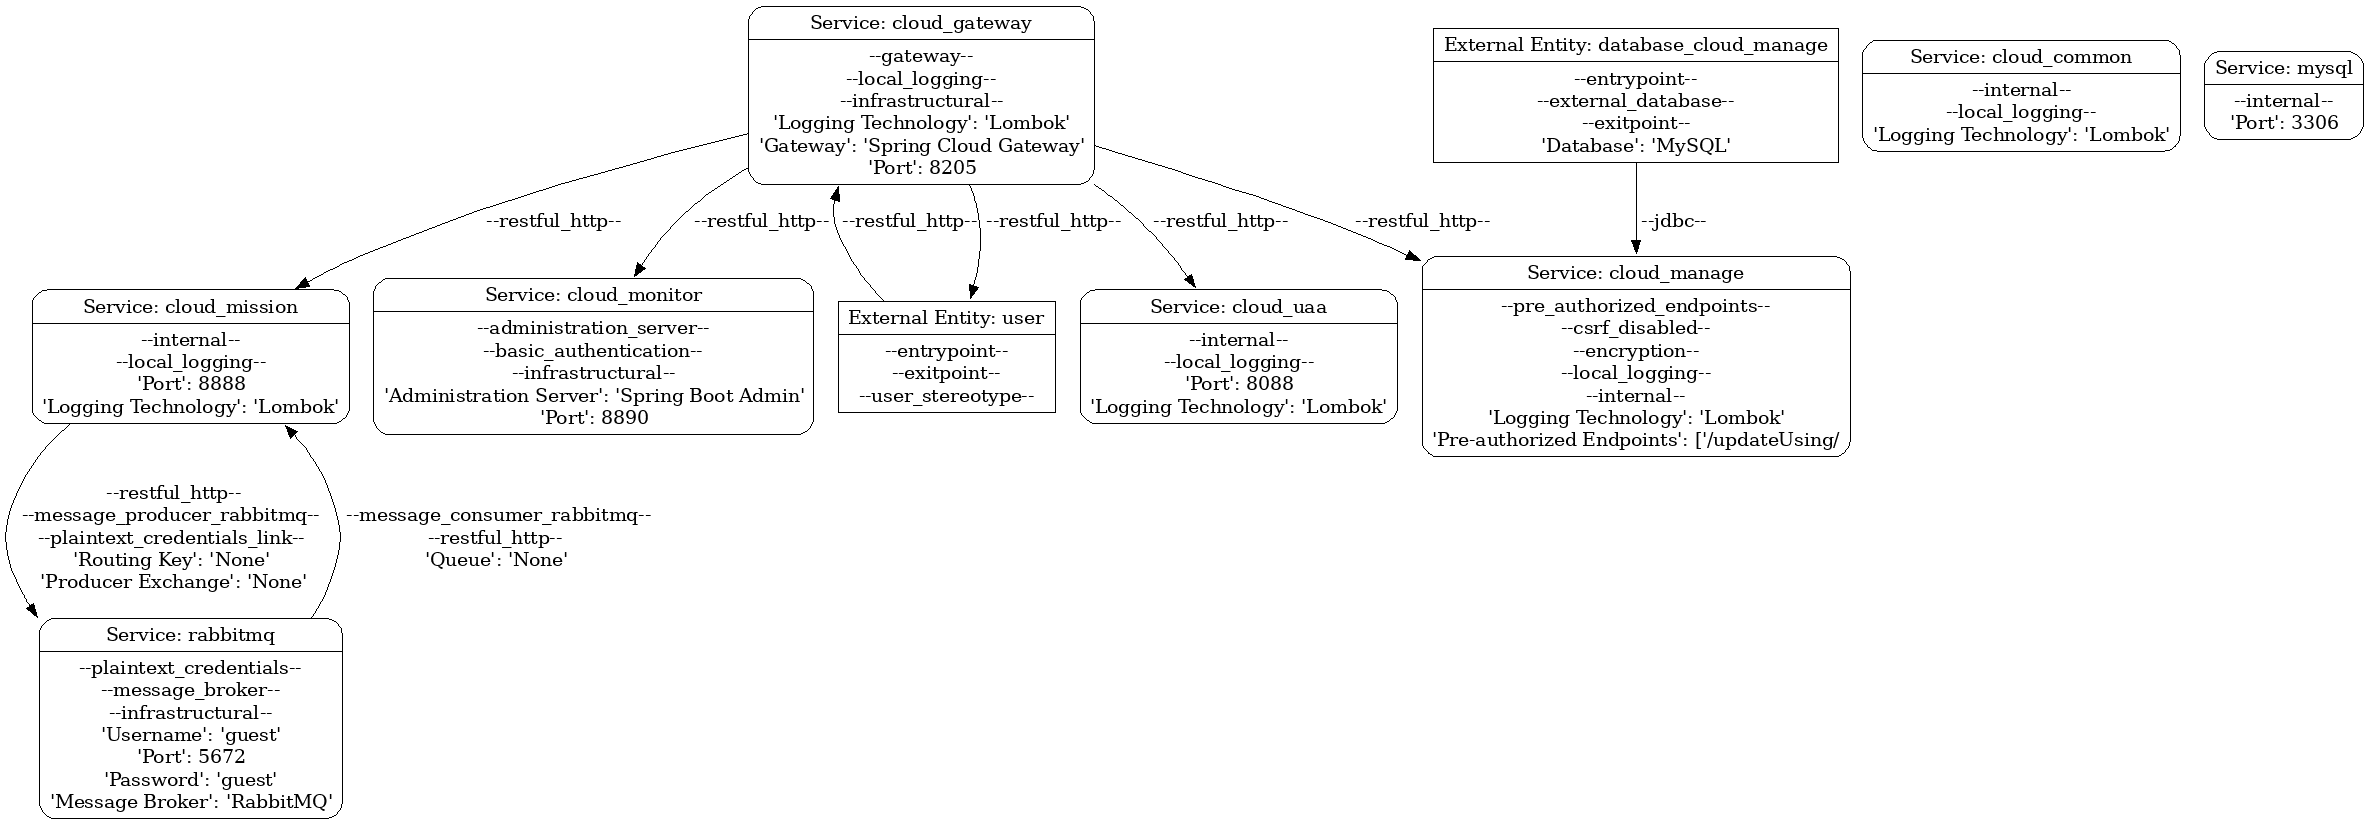 Service: cloud_gateway
--gateway--
--local_logging--
--infrastructural--
'Logging Technology': 'Lombok'
'Gateway': 'Spring Cloud Gateway'
'Port': 8205
External Entity: database_cloud_manage
--entrypoint--
--external_database--
--exitpoint--
'Database': 'MySQL'
Service: cloud_common
--internal--
--local_logging--
'Logging Technology': 'Lombok'
Service: mysql
--internal--
'Port': 3306
--restful_http--
--restful_http--
--restful_http--
--restful_http--
--restful_http--
--restful_http--
--jdbc--
Service: cloud_mission
--internal--
--local_logging--
'Port': 8888
'Logging Technology': 'Lombok'
Service: cloud_monitor
--administration_server--
--basic_authentication--
--infrastructural--
'Administration Server': 'Spring Boot Admin'
'Port': 8890
External Entity: user
--entrypoint--
--exitpoint--
--user_stereotype--
Service: cloud_uaa
--internal--
--local_logging--
'Port': 8088
'Logging Technology': 'Lombok'
Service: cloud_manage
--pre_authorized_endpoints--
--csrf_disabled--
--encryption--
--local_logging--
--internal--
'Logging Technology': 'Lombok'
'Pre-authorized Endpoints': ['/updateUsing/
--restful_http--
--message_producer_rabbitmq--
--plaintext_credentials_link--
'Routing Key': 'None'
'Producer Exchange': 'None'
--message_consumer_rabbitmq--
--restful_http--
'Queue': 'None'
Service: rabbitmq
--plaintext_credentials--
--message_broker--
--infrastructural--
'Username': 'guest'
'Port': 5672
'Password': 'guest'
'Message Broker': 'RabbitMQ'